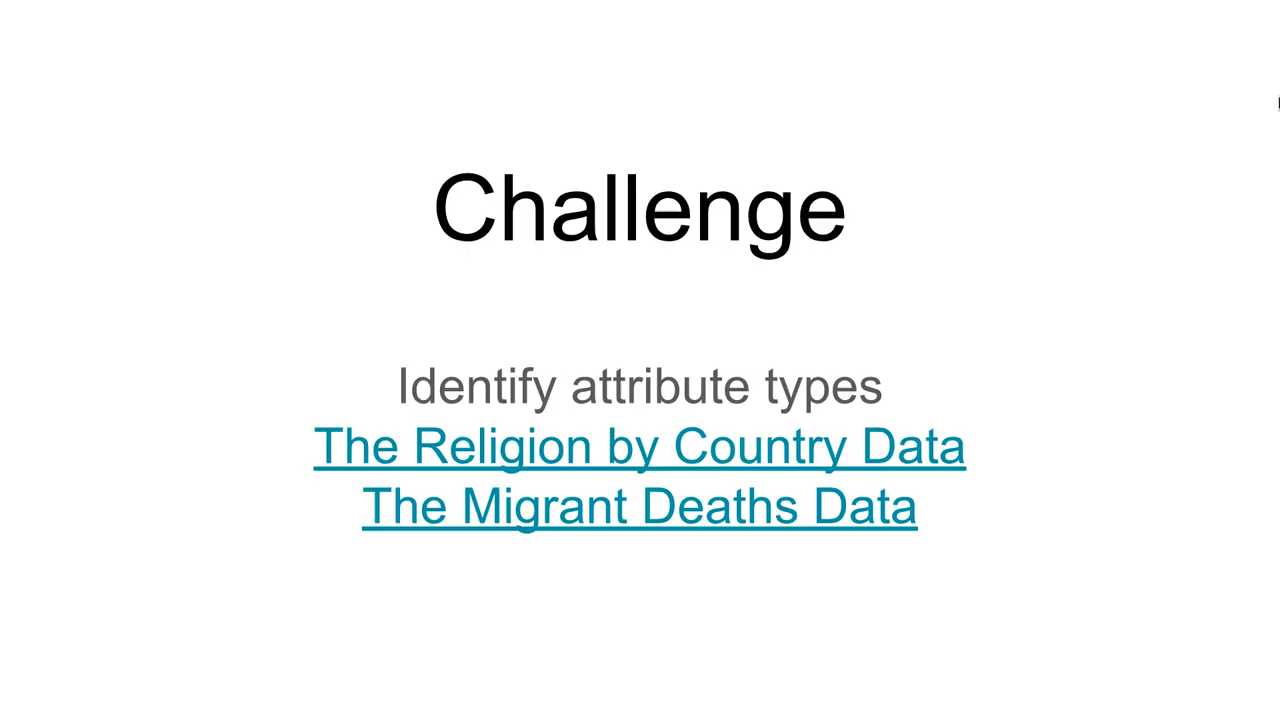 Challenge
Identify attribute types
The Religion by Country Data
The Migrant Deaths Data